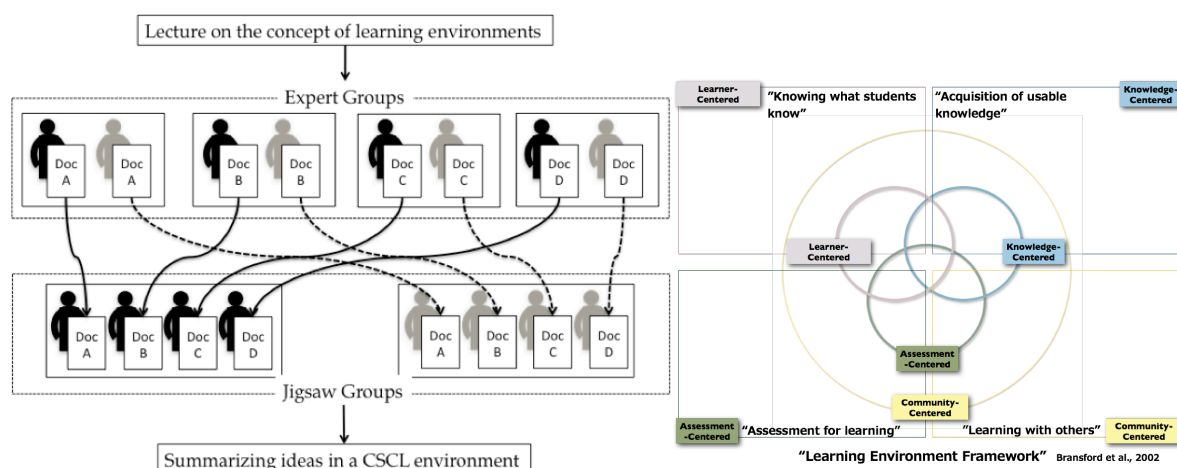 Lecture on the concept of learning environments
Expert Groups
Doc
A
Doc
A
Doc
B
Doc
B
Doc
C
Doc
C
Doc
D
Doc
D
Doc
A
Doc
B
Doc
C
Doc
D
Doc
A
Doc
B
Doc
C
Doc
D
Jigsaw Groups
Summarizing ideas in a CSCL environment
Learner-
Centered
"Knowing what students
know"
"Acquisition of usable
knowledge"
Knowledge-
Centered
Learner-
Centered
Knowledge-
Centered
Assessment
-Centered
Community-
Centered
Assessment
-Centered
"Assessment for learning"
"Learning with others"
Community-
Centered
"Learning Environment Framework" Bransford et al., 2002